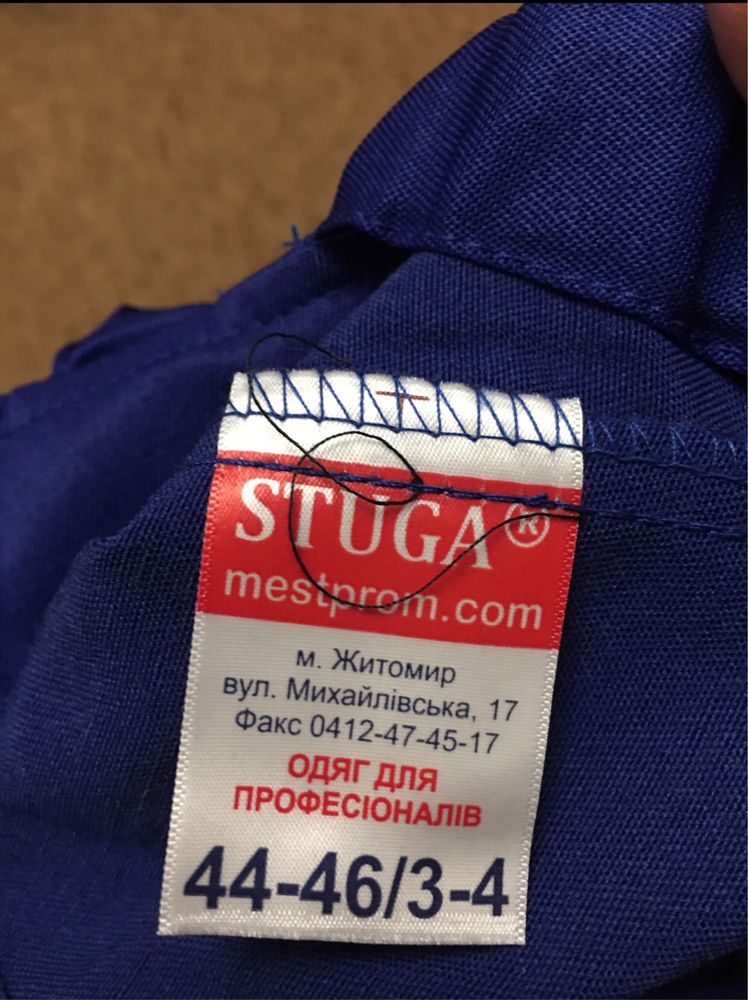 STUGA®
mestprom.com
м. Житомир
вул. Михайлівська, 17
Факс 0412-47-45-17
ОДЯГ ДЛЯ
ПРОФЕСІОНАЛІВ
44-46/3-4